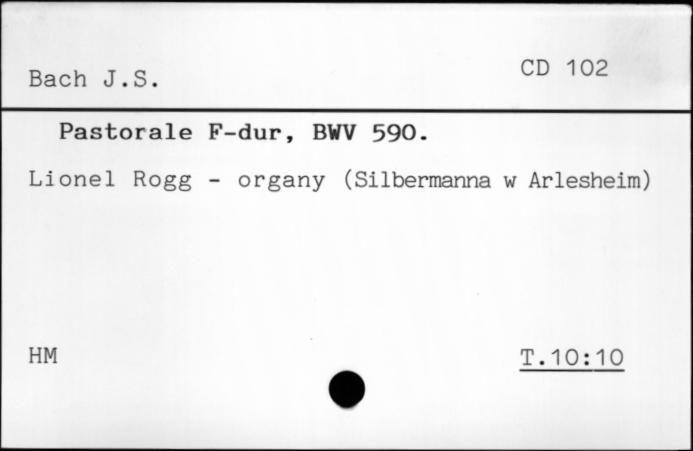 Bach J.S.
CD 102
Pastorale F-dur, BWV 590.
Lionel Rogg - organy (Silbermanna w Arlesheim)
HM
T.10:10